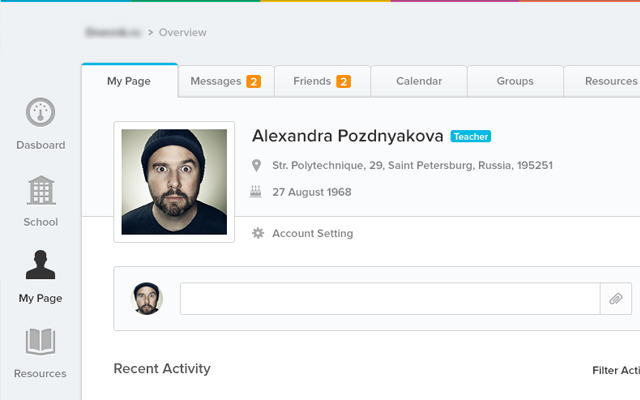 > Overview
My Page
Messages 2
Friends 2
Calendar
Groups
Resources
Dasboard
School
My Page
Resources
Alexandra Pozdnyakova Teacher
Str. Polytechnique, 29, Saint Petersburg, Russia, 195251
27 August 1968
Account Setting
Recent Activity
Filter Acti